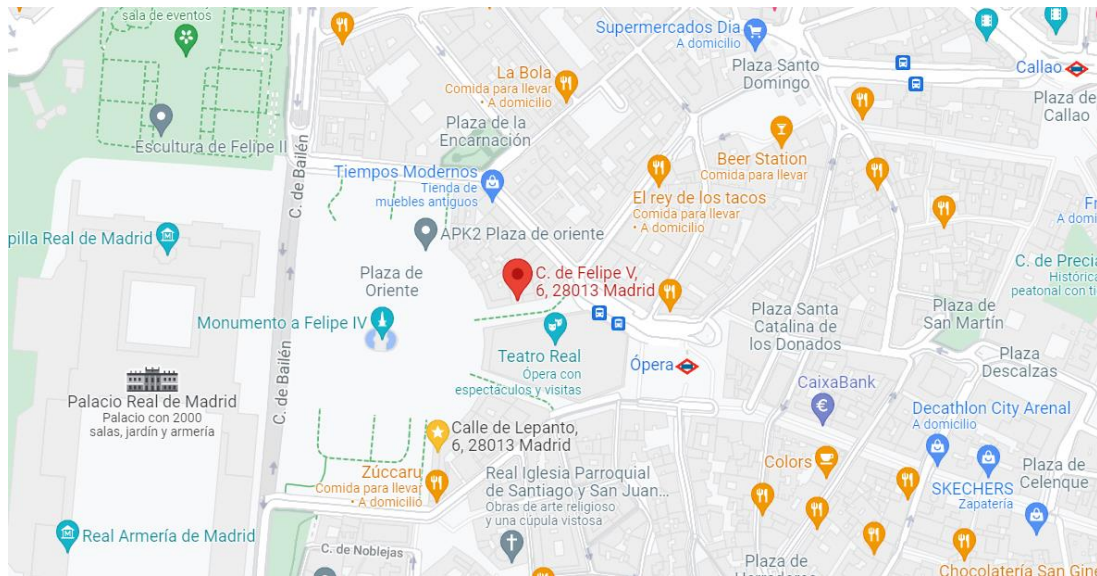 sala de eventos
Supermercados Dia
A domicilio
Plaza Santo
Domingo
Callao
Plaza de
Callao
La Bola
Comida para llevar
• A domicilio
Plaza de la
Encarnación
Escultura de Felipe II
C. de Bailén
Beer Station
Comida para llevar
Tiempos Modernos
Tienda de
muebles antiguos
El rey de los tacos
Comida para llevar
• A domicilio
pilla Real de Madrid
APK2 Plaza de oriente
Fr
A domi
C. de Precia
Histórica
peatonal con ti
Plaza de
Oriente
C. de Felipe V,
6, 28013 Madrid
Plaza Santa
Catalina de
los Donados
Plaza de
San Martín
Monumento a Felipe IV
Teatro Real
Ópera con
espectáculos y visitas
Ópera
Plaza
Descalzas
C. de Bailén
Palacio Real de Madrid
Palacio con 2000
salas, jardín y armería
CaixaBank
Decathlon City Arenal
A domicilio
Calle de Lepanto,
6, 28013 Madrid
Zúccaru
Comida para llevar
• A domicilio
Real Iglesia Parroquial
de Santiago y San Juan...
Obras de arte religioso
y una cúpula vistosa
Colors
SKECHERS
Zapatería
Plaza de
Celenque
Real Armería de Madrid
C. de Noblejas
Plaza de
Chocolatería San Gine